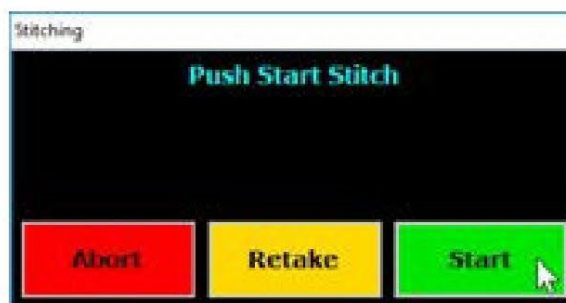 Stitching
Push Start Stitch
Abort
Retake
Start